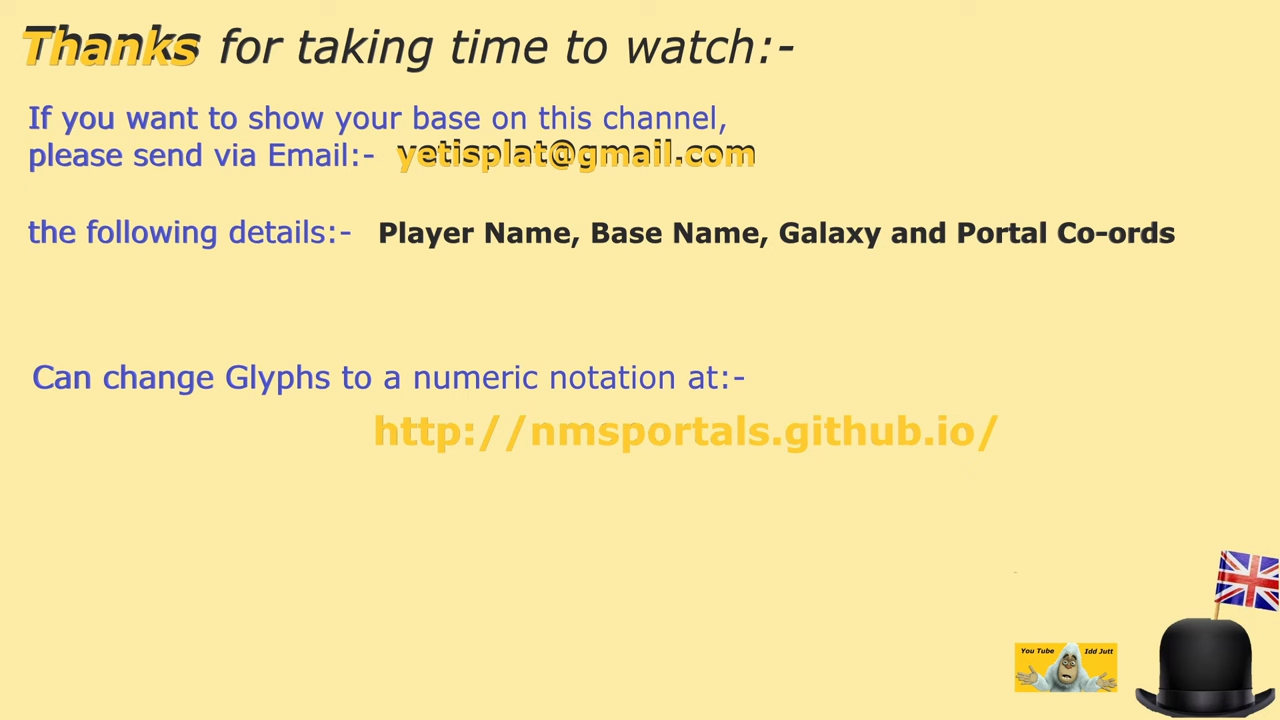 Thanks for taking time to watch:-
If you want to show your base on this channel,
please send via Email:- yetisplat@gmail.com
the following details:- Player Name, Base Name, Galaxy and Portal Co-ords
Can change Glyphs to a numeric notation at:-
http://nmsportals.github.io/
You Tube Idd Jutt